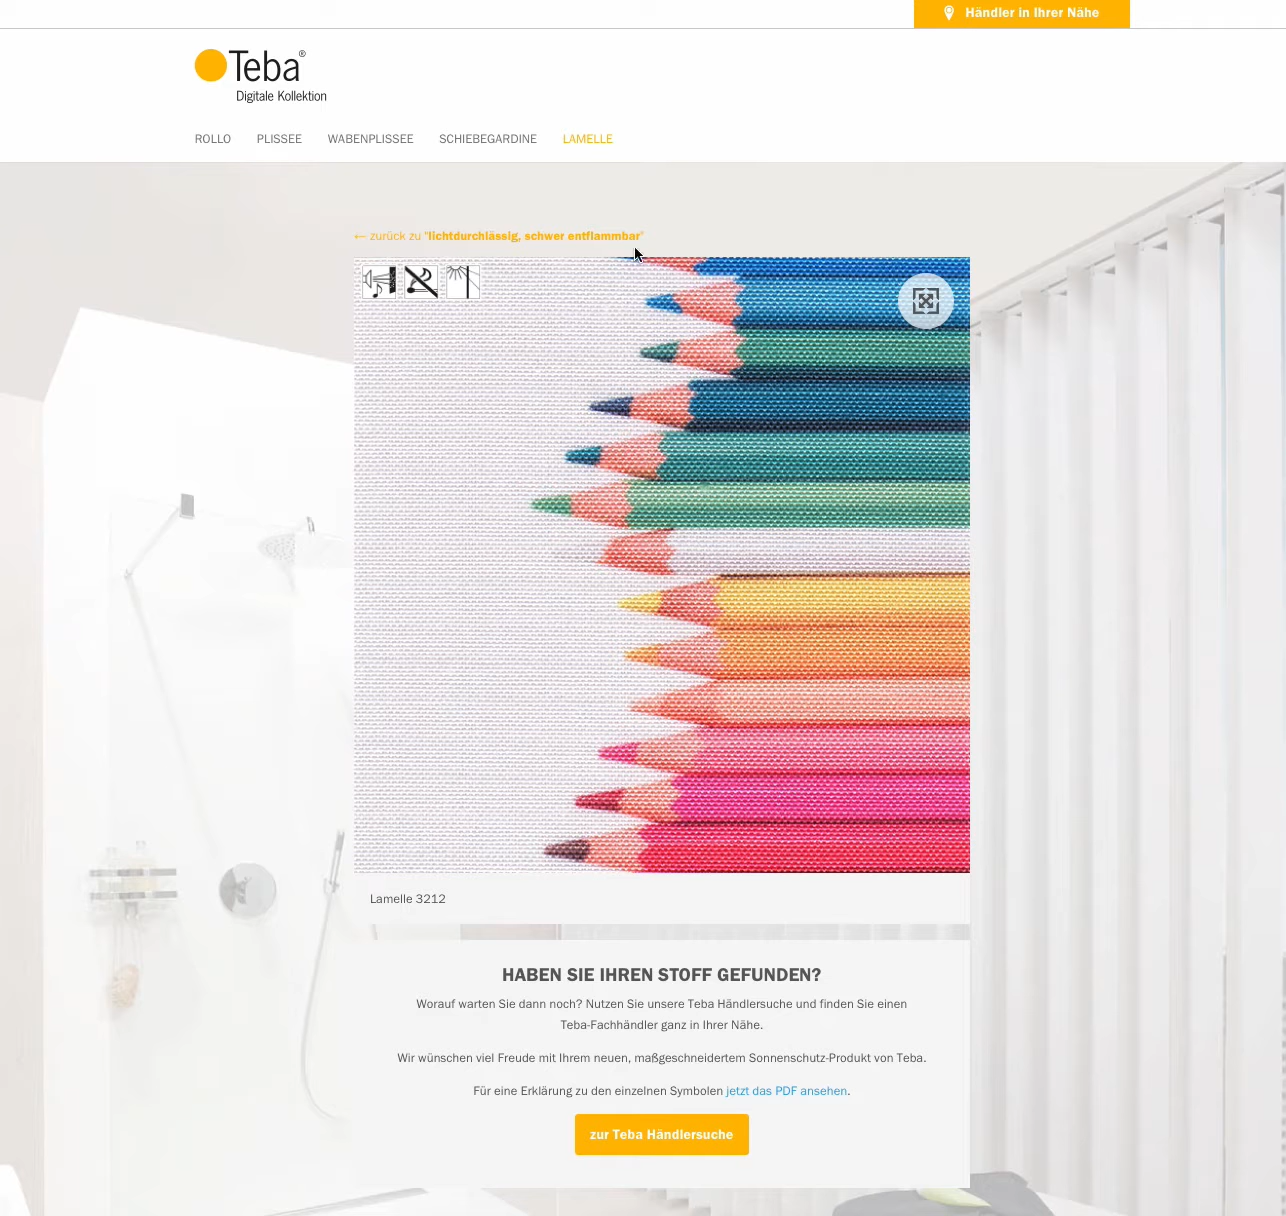 Händler in Ihrer Nähe
Teba®
Digitale Kollektion
ROLLO PLISSEE WABENPLISSEE SCHIEBEGARDINE LAMELLE
← zurück zu "lichtdurchlässig, schwer entflammbar"
Lamelle 3212
HABEN SIE IHREN STOFF GEFUNDEN?
Worauf warten Sie dann noch? Nutzen Sie unsere Teba Händlersuche und finden Sie einen
Teba-Fachhändler ganz in Ihrer Nähe.
Wir wünschen viel Freude mit Ihrem neuen, maßgeschneidertem Sonnenschutz-Produkt von Teba.
Für eine Erklärung zu den einzelnen Symbolen jetzt das PDF ansehen.
zur Teba Händlersuche